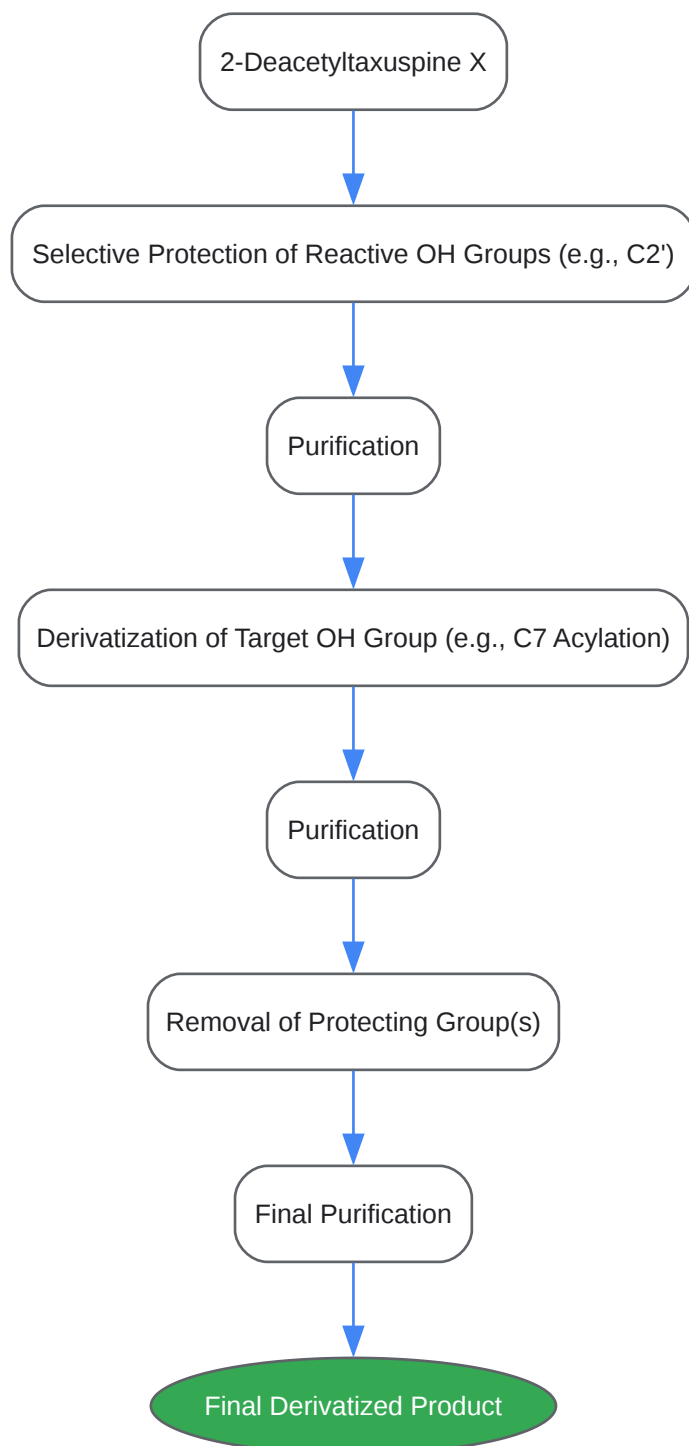 2-Deacetyltaxuspine X
Selective Protection of Reactive OH Groups (e.g., C2')
Purification
Derivatization of Target OH Group (e.g., C7 Acylation)
Purification
Removal of Protecting Group(s)
Final Purification
Final Derivatized Product